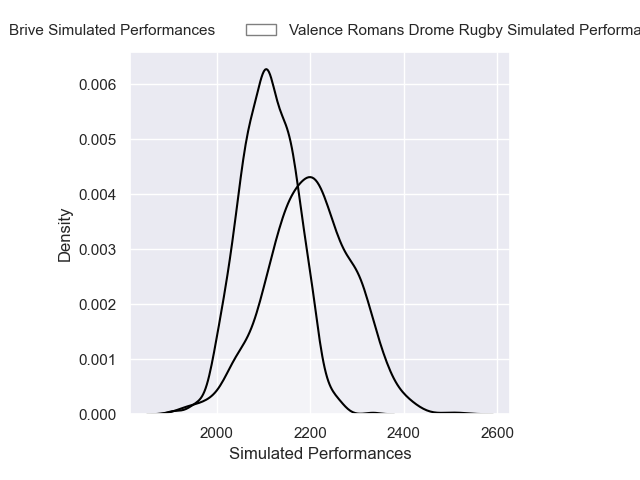 Brive Simulated Performances Valence Romans Drome Rugby Simulated Performa
0.006
0.005
0.004
0.003
0.002
0.001
0.000
Density
2000 2200 2400 2600
Simulated Performances